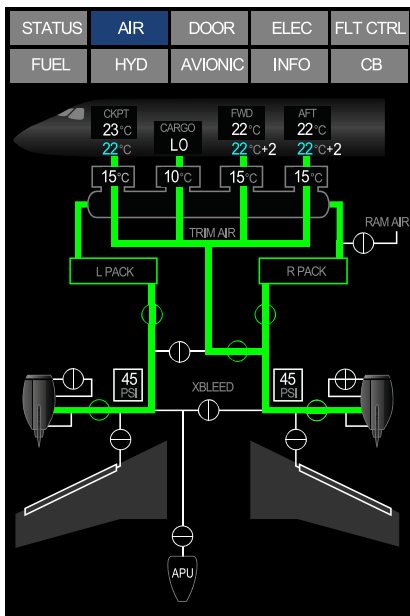 STATUS AIR DOOR ELEC FLT CTRL
FUEL HYD AVIONIC INFO CB
CKPT FWD AFT
23°C CARGO 22°C 22°C
22°C LO 22°C+2 22°C+2
15°C 10°C 15°C 15°C
RAM AIR
TRIM AIR
L PACK R PACK
45 PSI XBLEED 45 PSI
APU